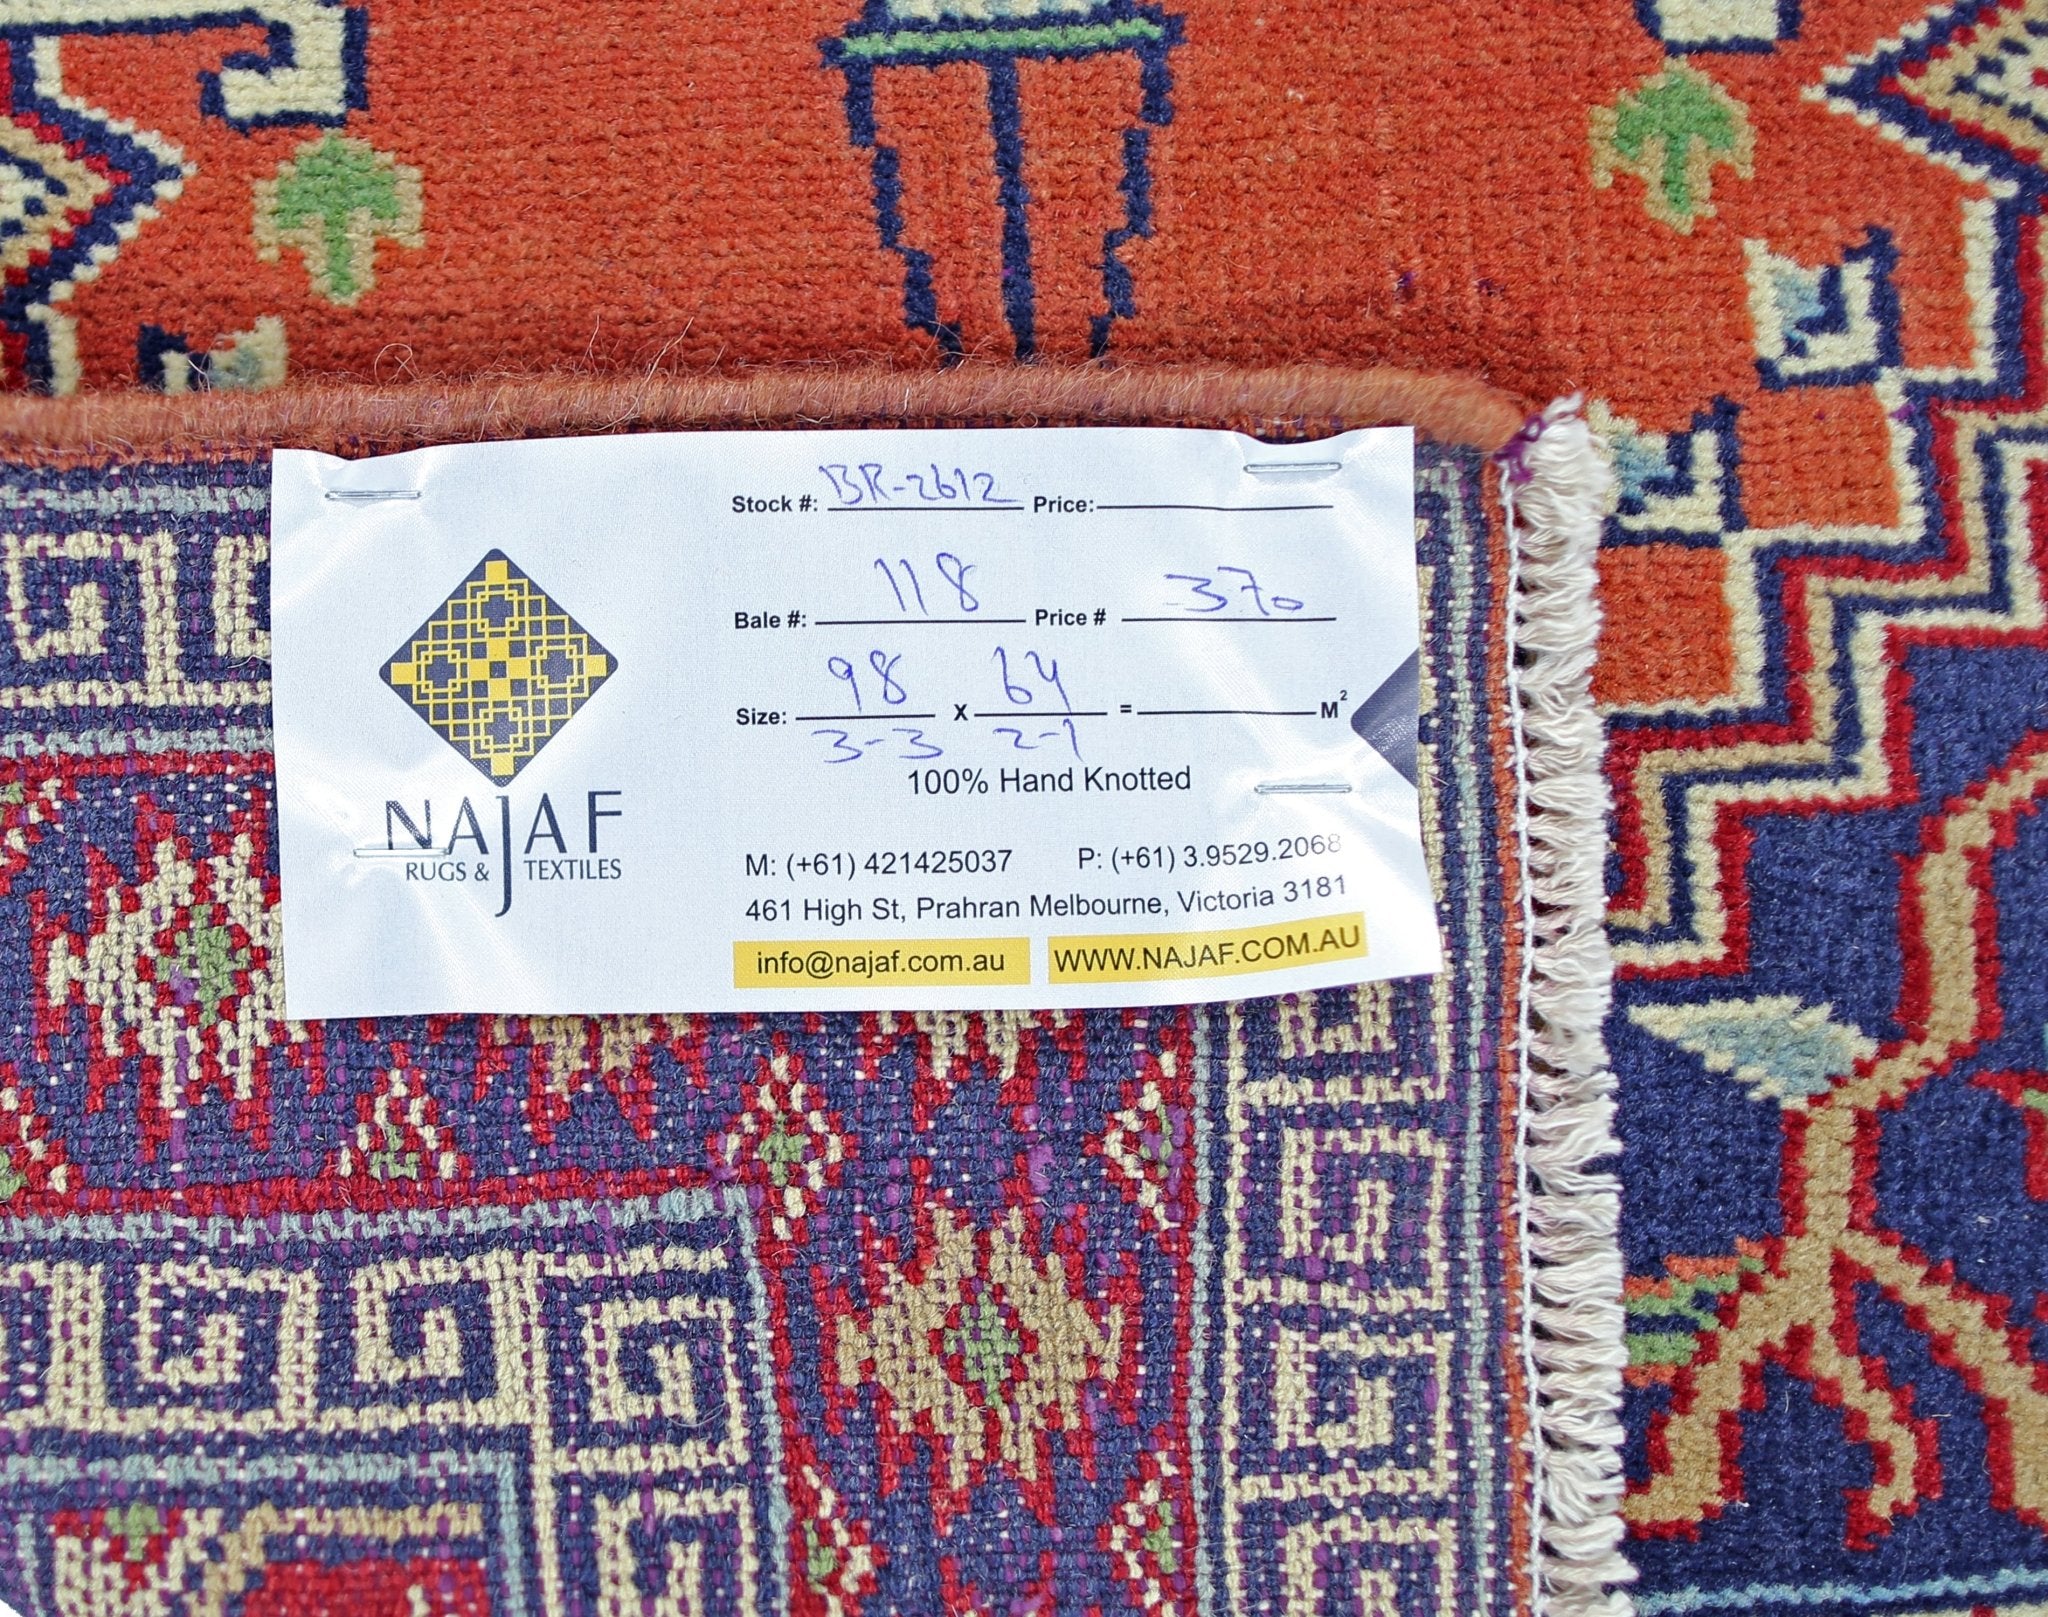 Stock #: BR-2612 Price:
Bale #: 118 Price # 370
Size: 98 x 64 = M²
3-3 2-1
100% Hand Knotted
NAJAF
RUGS & TEXTILES
M: (+61) 421425037 P: (+61) 3.9529.2068
461 High St, Prahran Melbourne, Victoria 3181
info@najaf.com.au WWW.NAJAF.COM.AU